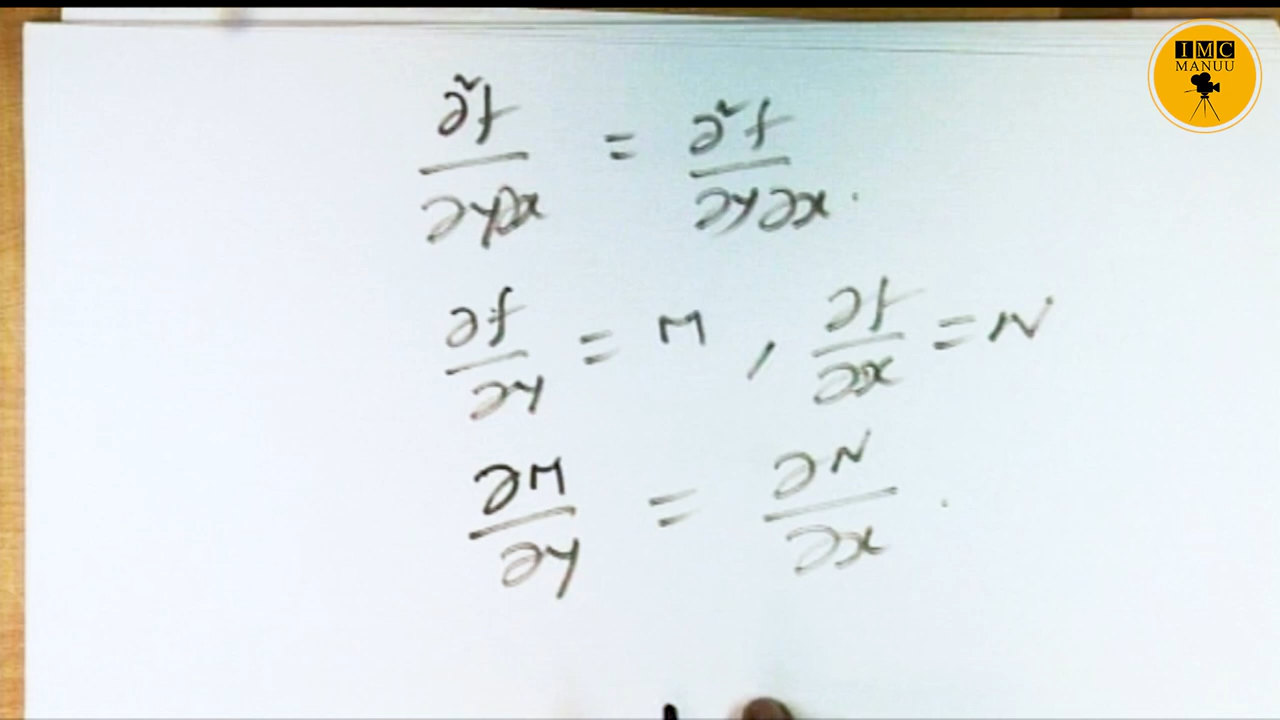 IMC
MANUU
∂²f/∂y∂x = ∂²f/∂y∂x.
∂f/∂y = M, ∂f/∂x = N
∂M/∂y = ∂N/∂x.